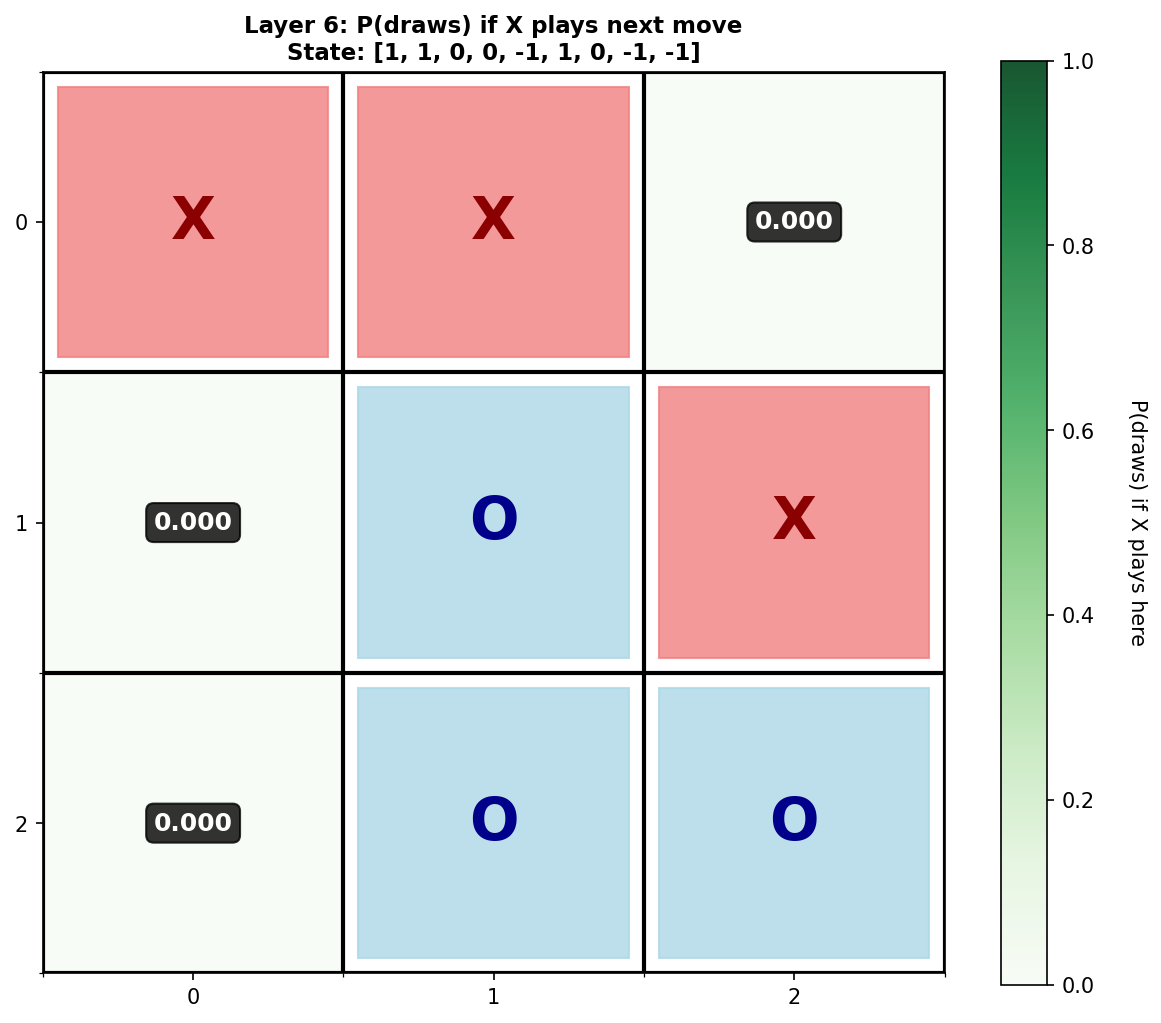 Layer 6: P(draws) if X plays next move
State: [1, 1, 0, 0, -1, 1, 0, -1, -1]
X
X
0.000
0.000
O
X
0.000
O
O
0
1
2
0
1
2
1.0
0.8
0.6
0.4
0.2
0.0
P(draws) if X plays here